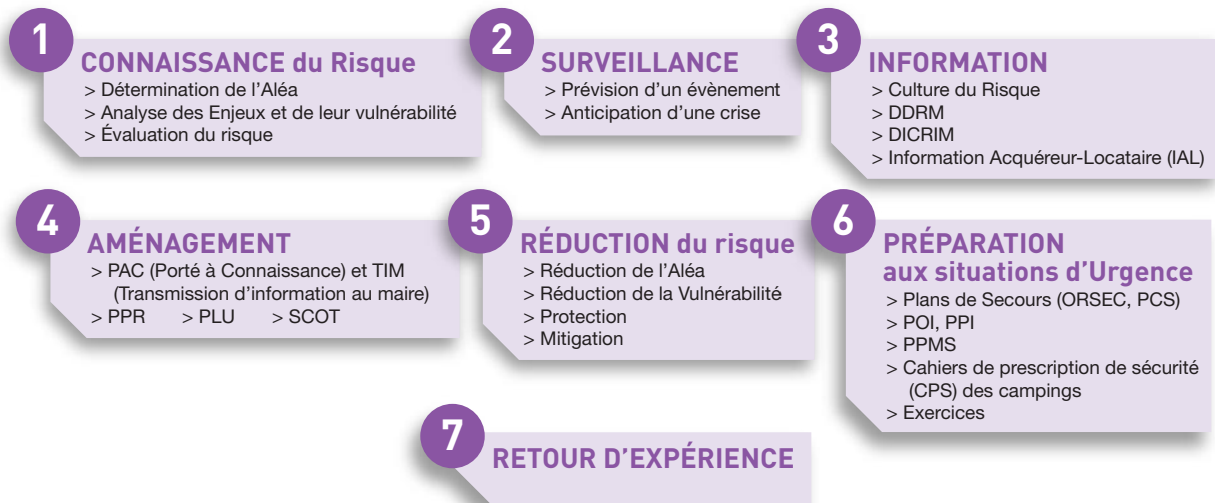 1
CONNAISSANCE du Risque
> Détermination de l'Aléa
> Analyse des Enjeux et de leur vulnérabilité
> Évaluation du risque
2
SURVEILLANCE
> Prévision d'un évènement
> Anticipation d'une crise
3
INFORMATION
> Culture du Risque
> DDRM
> DICRIM
> Information Acquéreur-Locataire (IAL)
4
AMÉNAGEMENT
> PAC (Porté à Connaissance) et TIM
(Transmission d'information au maire)
> PPR > PLU > SCOT
5
RÉDUCTION du risque
> Réduction de l'Aléa
> Réduction de la Vulnérabilité
> Protection
> Mitigation
6
PRÉPARATION
aux situations d'Urgence
> Plans de Secours (ORSEC, PCS)
> POI, PPI
> PPMS
> Cahiers de prescription de sécurité
(CPS) des campings
> Exercices
7
RETOUR D'EXPÉRIENCE